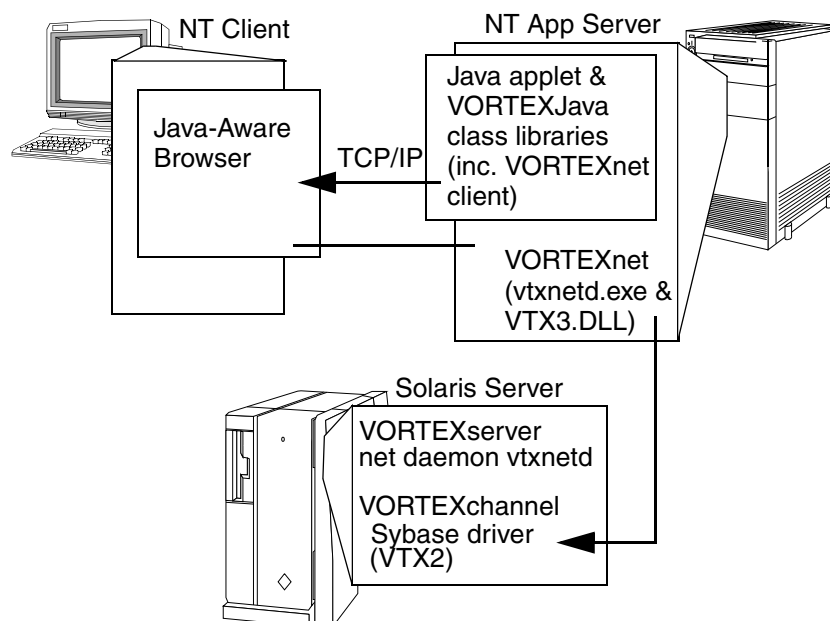 NT Client
NT App Server
Java-Aware
Browser
TCP/IP
Java applet &
VORTEXJava
class libraries
(inc. VORTEXnet
client)
VORTEXnet
(vtxnetd.exe &
VTX3.DLL)
Solaris Server
VORTEXserver
net daemon vtxnetd
VORTEXchannel
Sybase driver
(VTX2)